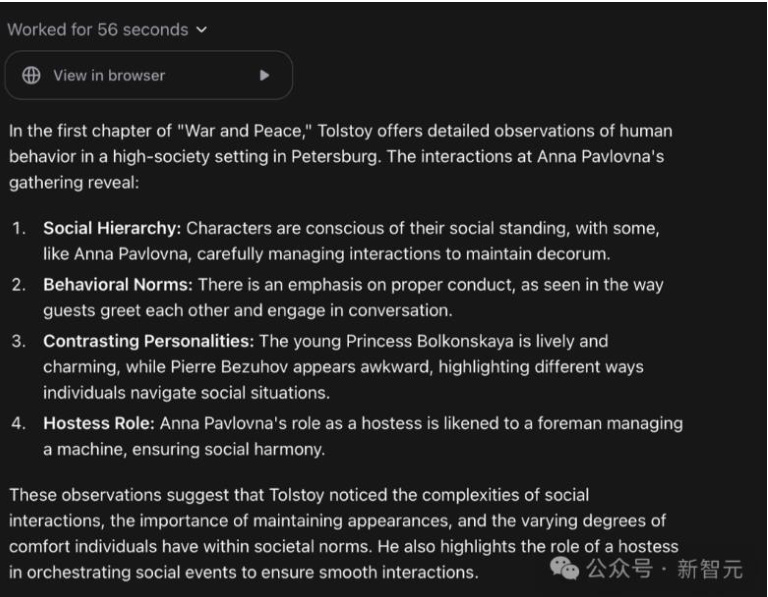 Worked for 56 seconds
View in browser
In the first chapter of "War and Peace," Tolstoy offers detailed observations of human
behavior in a high-society setting in Petersburg. The interactions at Anna Pavlovna's
gathering reveal:
1. Social Hierarchy: Characters are conscious of their social standing, with some,
like Anna Pavlovna, carefully managing interactions to maintain decorum.
2. Behavioral Norms: There is an emphasis on proper conduct, as seen in the way
guests greet each other and engage in conversation.
3. Contrasting Personalities: The young Princess Bolkonskaya is lively and
charming, while Pierre Bezuhov appears awkward, highlighting different ways
individuals navigate social situations.
4. Hostess Role: Anna Pavlovna's role as a hostess is likened to a foreman managing
a machine, ensuring social harmony.
These observations suggest that Tolstoy noticed the complexities of social
interactions, the importance of maintaining appearances, and the varying degrees of
comfort individuals have within societal norms. He also highlights the role of a hostess
in orchestrating social events to ensure smooth interactions.
公众号 · 新智元